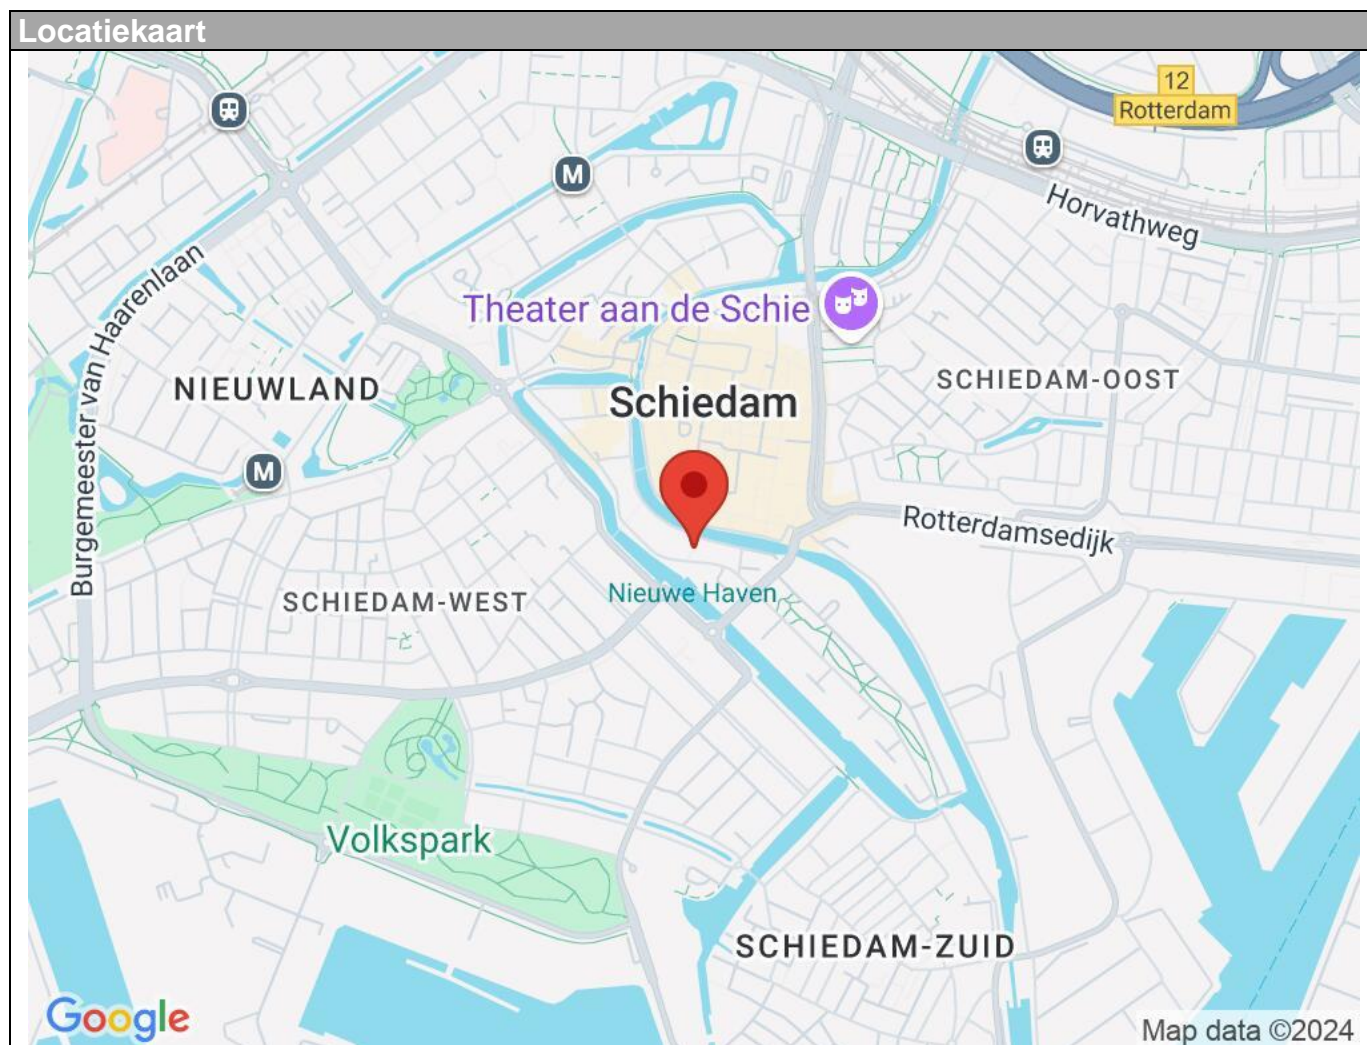 Locatiekaart
12
Rotterdam
M
Horvathweg
Burgemeester van Haarenlaan
Theater aan de Schie
NIEUWLAND
Schiedam
SCHIEDAM-OOST
M
Rotterdamsedijk
SCHIEDAM-WEST
Nieuwe Haven
Volkspark
SCHIEDAM-ZUID
Google
Map data ©2024